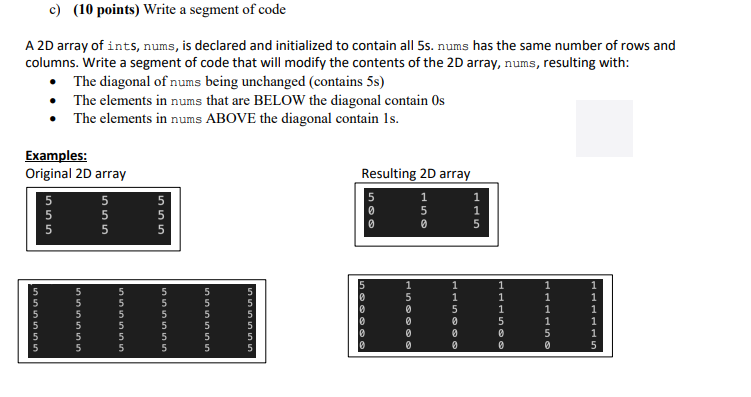 c) (10 points) Write a segment of code
A 2D array of ints, nums, is declared and initialized to contain all 5s. nums has the same number of rows and
columns. Write a segment of code that will modify the contents of the 2D array, nums, resulting with:
• The diagonal of nums being unchanged (contains 5s)
• The elements in nums that are BELOW the diagonal contain 0s
• The elements in nums ABOVE the diagonal contain 1s.
Examples:
Original 2D array
5 5 5
5 5 5
5 5 5
Resulting 2D array
5 1 1
0 5 1
0 0 5
5 5 5 5 5 5
5 5 5 5 5 5
5 5 5 5 5 5
5 5 5 5 5 5
5 5 5 5 5 5
5 5 5 5 5 5
5 1 1 1 1 1
0 5 1 1 1 1
0 0 5 1 1 1
0 0 0 5 1 1
0 0 0 0 5 1
0 0 0 0 0 5